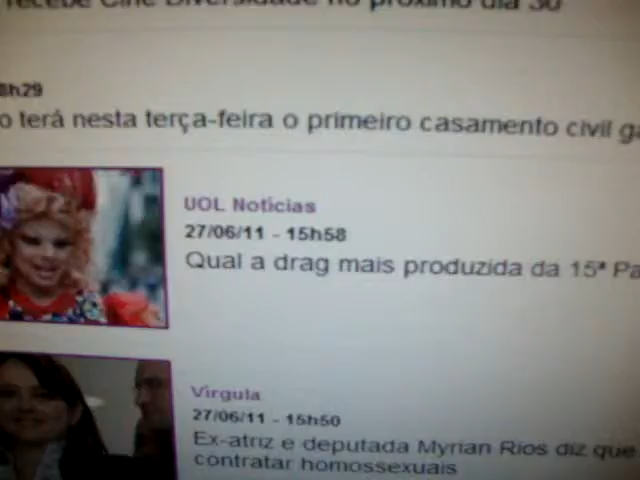 recebe Cine Diversidade no próximo dia 30
8h29
o terá nesta terça-feira o primeiro casamento civil
UOL Notícias
27/06/11 - 15h58
Qual a drag mais produzida da 15ª
Virgula
27/06/11 - 15h50
Ex-atriz e deputada Myrian Rios diz que
contratar homossexuais